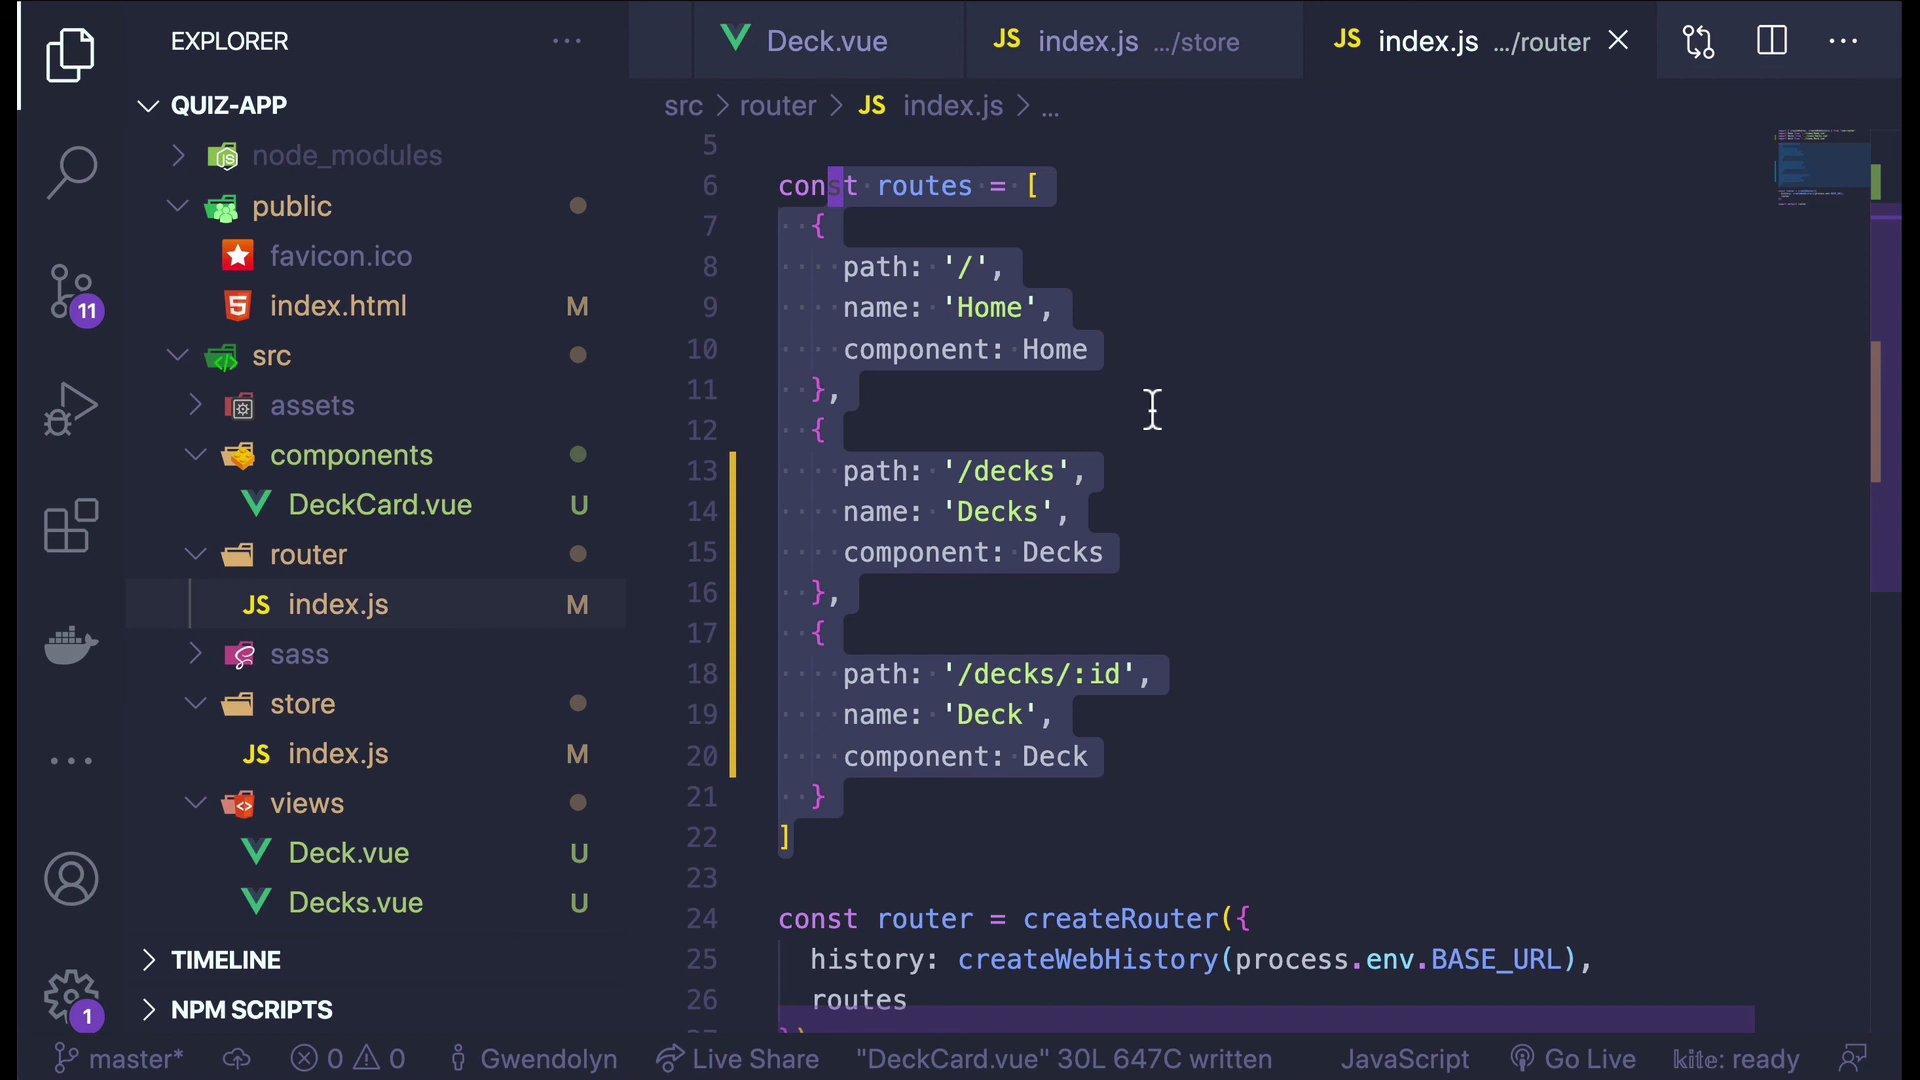 EXPLORER
QUIZ-APP
node_modules
public
favicon.ico
index.html M
src
assets
components
DeckCard.vue U
router
JS index.js M
sass
store
JS index.js M
views
Deck.vue U
Decks.vue U
TIMELINE
NPM SCRIPTS
11
1
Deck.vue
JS index.js .../store
JS index.js .../router
src > router > JS index.js > ...
5
6 const routes = [
7 {
8 path: '/',
9 name: 'Home',
10 component: Home
11 },
12 {
13 path: '/decks',
14 name: 'Decks',
15 component: Decks
16 },
17 {
18 path: '/decks/:id',
19 name: 'Deck',
20 component: Deck
21 }
22 ]
23
24 const router = createRouter({
25 history: createWebHistory(process.env.BASE_URL),
26 routes
master* 0 0 Gwendolyn Live Share "DeckCard.vue" 30L 647C written JavaScript Go Live kite: ready